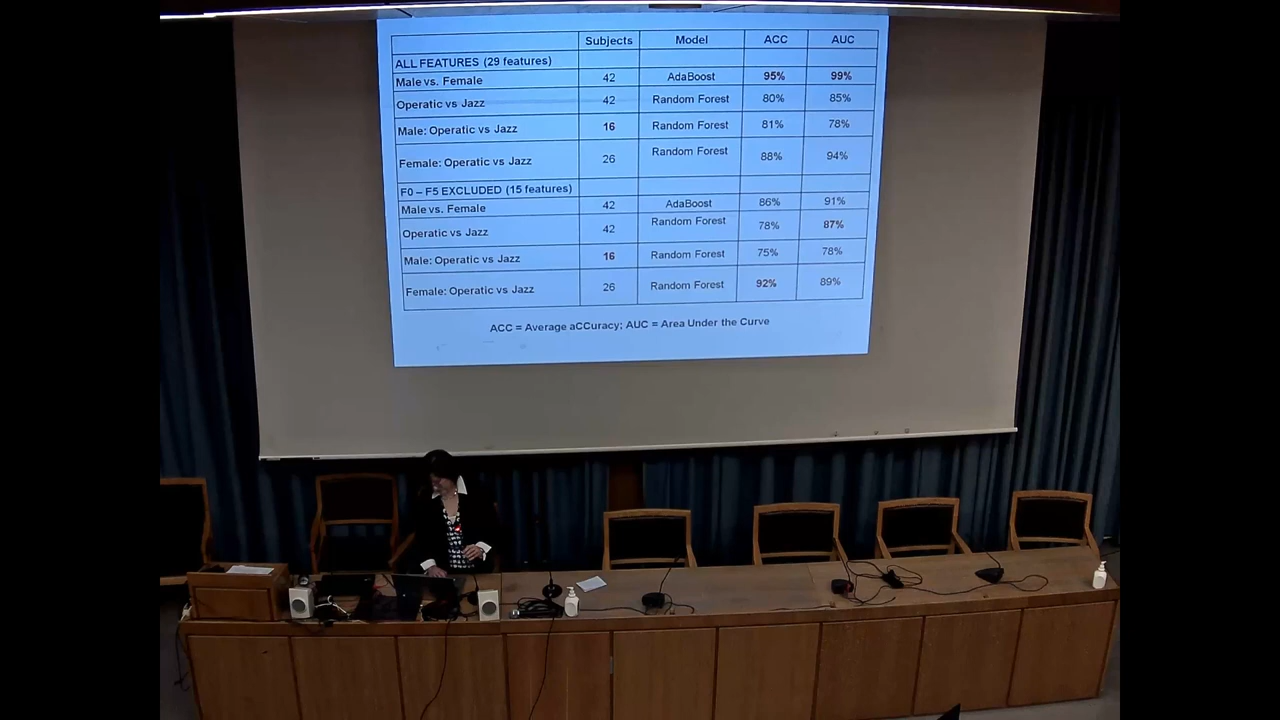 Subjects Model ACC AUC
ALL FEATURES (29 features)
Male vs. Female 42 AdaBoost 95% 99%
Operatic vs Jazz 42 Random Forest 80% 85%
Male: Operatic vs Jazz 16 Random Forest 81% 78%
Female: Operatic vs Jazz 26 Random Forest 88% 94%
F0 – F5 EXCLUDED (15 features)
Male vs. Female 42 AdaBoost 86% 91%
Operatic vs Jazz 42 Random Forest 78% 87%
Male: Operatic vs Jazz 16 Random Forest 75% 78%
Female: Operatic vs Jazz 26 Random Forest 92% 89%
ACC = Average aCCuracy; AUC = Area Under the Curve